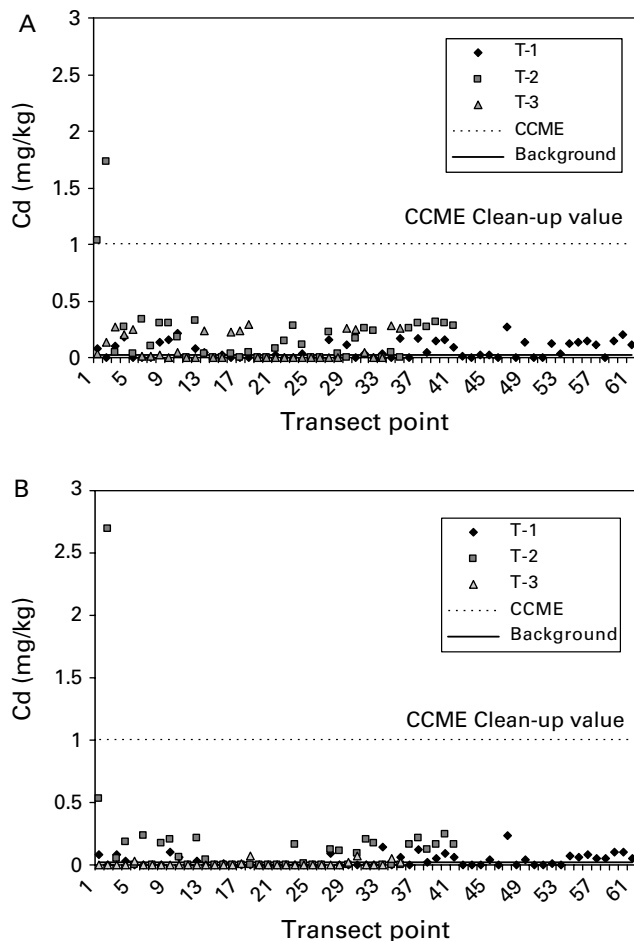 A
3
2.5
2
1.5
1
0.5
0
Cd (mg/kg)
T-1
T-2
T-3
CCME
Background
CCME Clean-up value
1 5 9 13 17 21 25 29 33 37 41 45 49 53 57 61
Transect point
B
3
2.5
2
1.5
1
0.5
0
Cd (mg/kg)
T-1
T-2
T-3
CCME
Background
CCME Clean-up value
1 5 9 13 17 21 25 29 33 37 41 45 49 53 57 61
Transect point